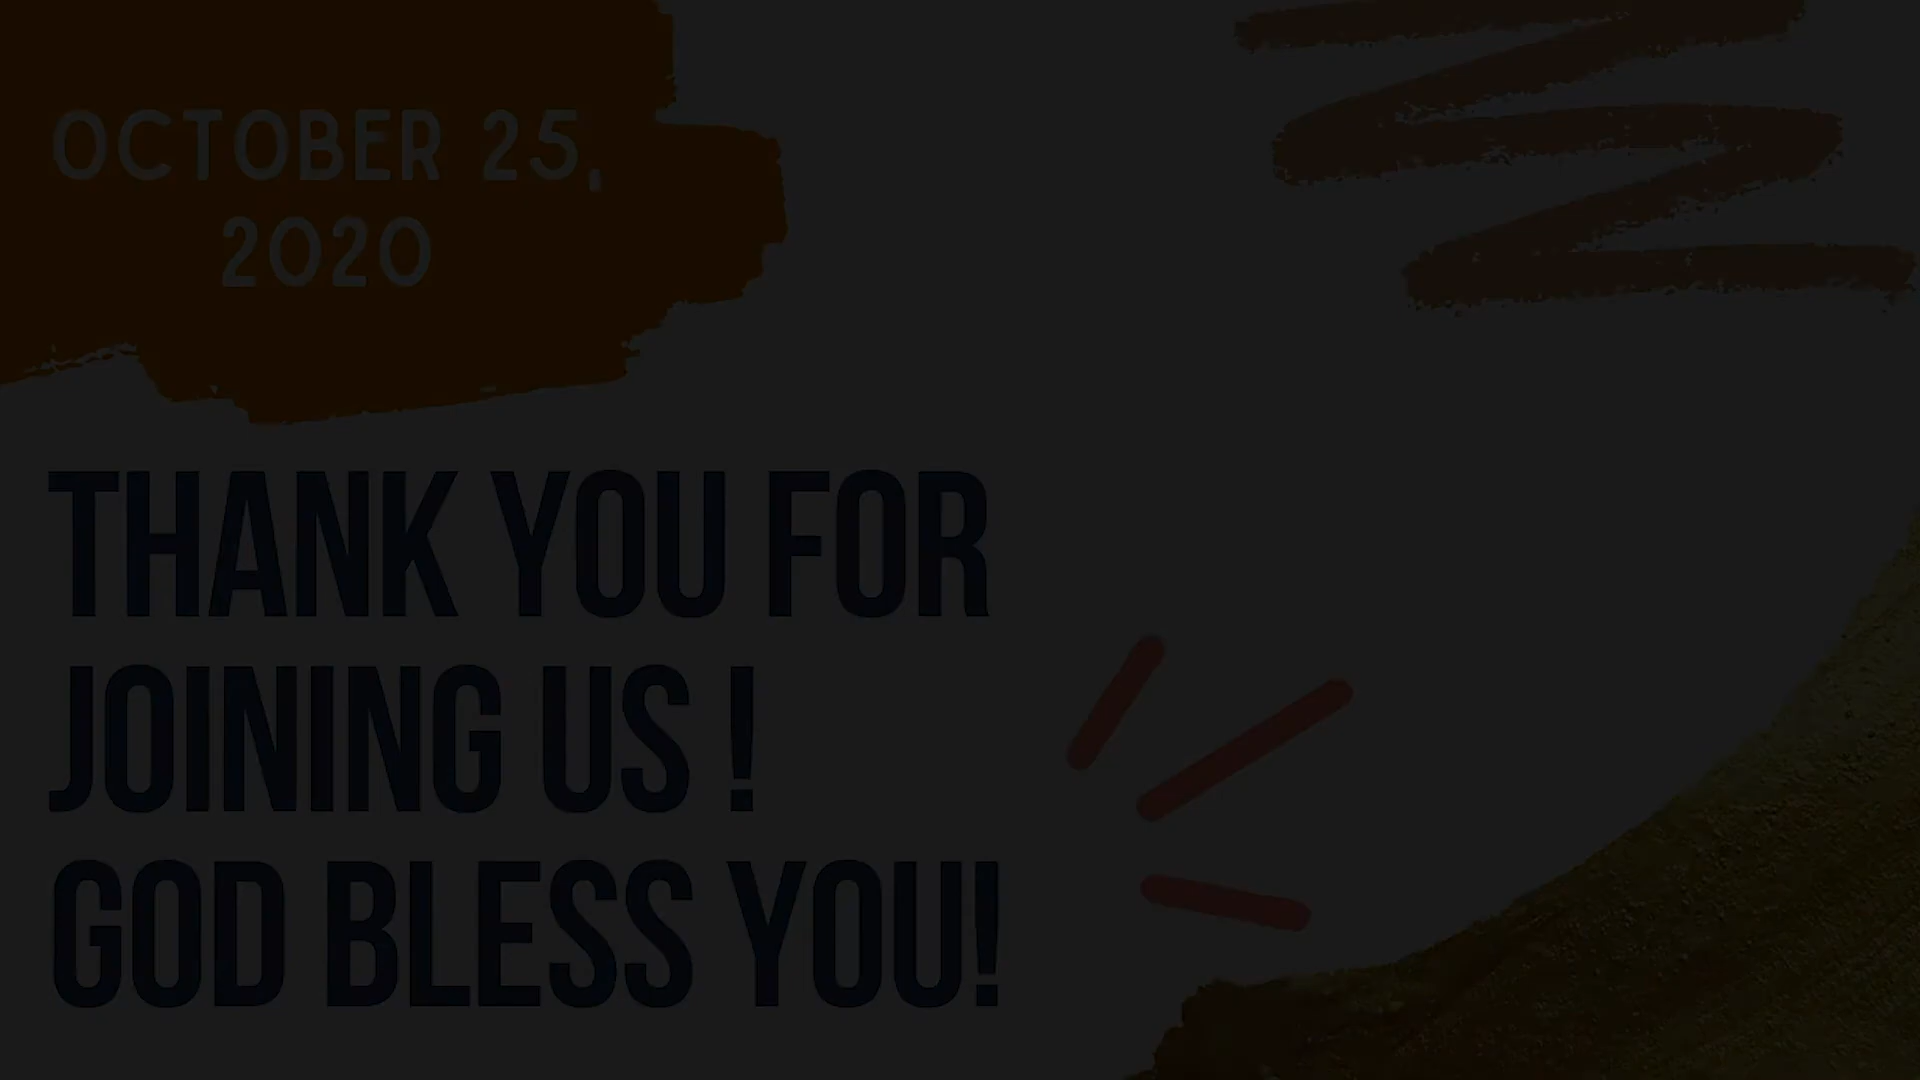 OCTOBER 25,
2020
THANK YOU FOR
JOINING US !
GOD BLESS YOU!